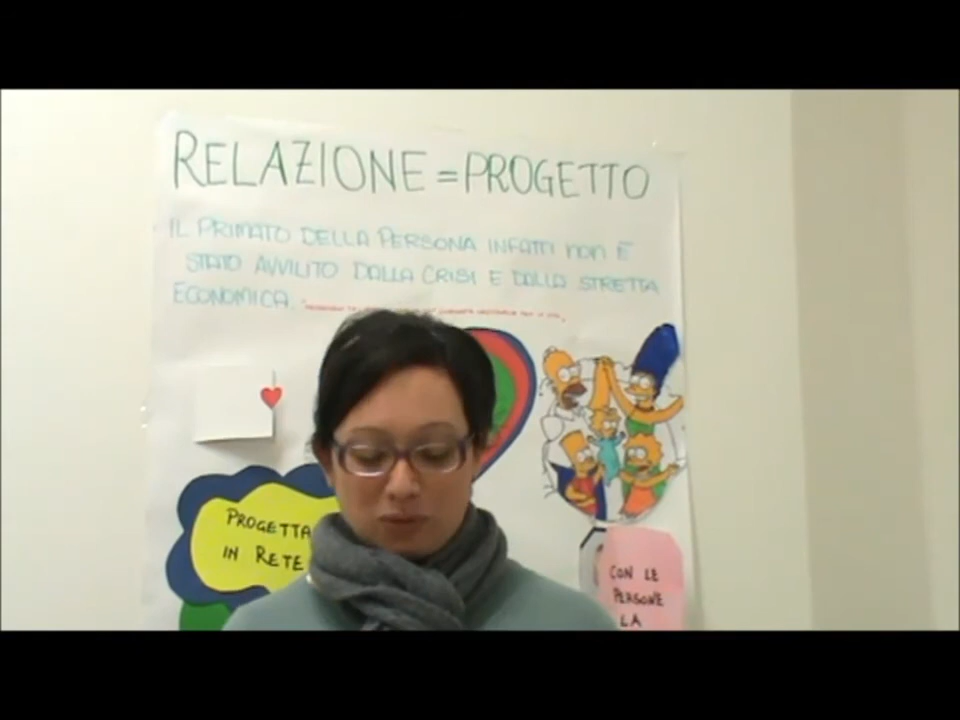 RELAZIONE = PROGETTO
IL PRIMATO DELLA PERSONA INFATTI non È
STATO AVVILITO DALLA CRISI E DALLA STRETTA
ECONOMICA.
PROGETTA
IN RETE
CON LE
PERSONE
LA